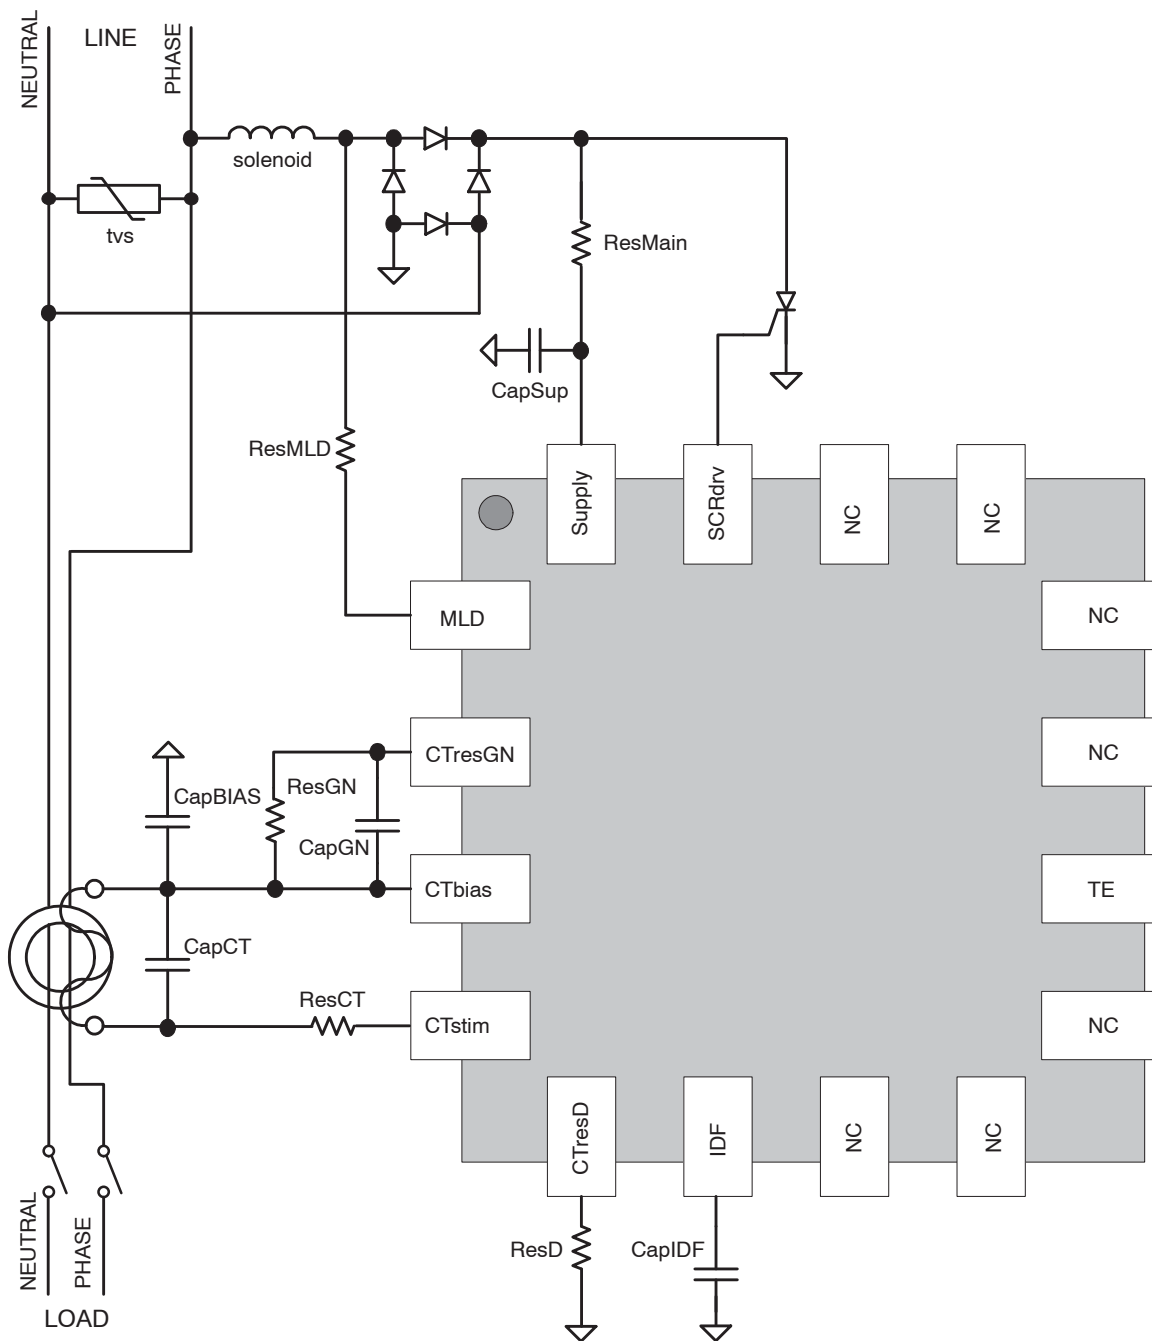 NEUTRAL
LINE
PHASE
solenoid
tvs
ResMain
CapSup
ResMLD
Supply
SCRdrv
NC
NC
MLD
NC
CTresGN
NC
ResGN
CapBIAS
CapGN
CTbias
TE
CapCT
ResCT
CTstim
NC
CTresD
IDF
NC
NC
NEUTRAL
PHASE
ResD
CapIDF
LOAD